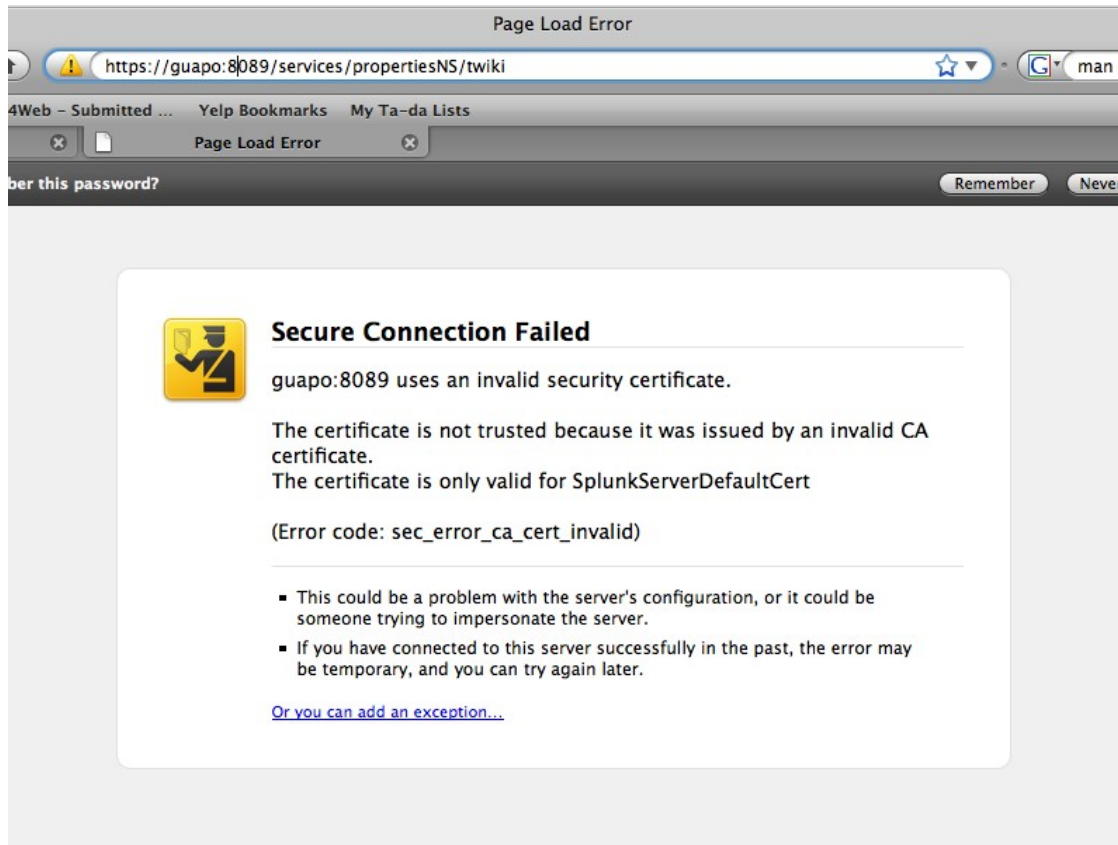 Page Load Error
https://guapo:8089/services/propertiesNS/twiki
G
man
4Web – Submitted ...
Yelp Bookmarks
My Ta-da Lists
Page Load Error
ber this password?
Remember
Neve
Secure Connection Failed
guapo:8089 uses an invalid security certificate.
The certificate is not trusted because it was issued by an invalid CA
certificate.
The certificate is only valid for SplunkServerDefaultCert
(Error code: sec_error_ca_cert_invalid)
▪ This could be a problem with the server's configuration, or it could be
someone trying to impersonate the server.
▪ If you have connected to this server successfully in the past, the error may
be temporary, and you can try again later.
Or you can add an exception...